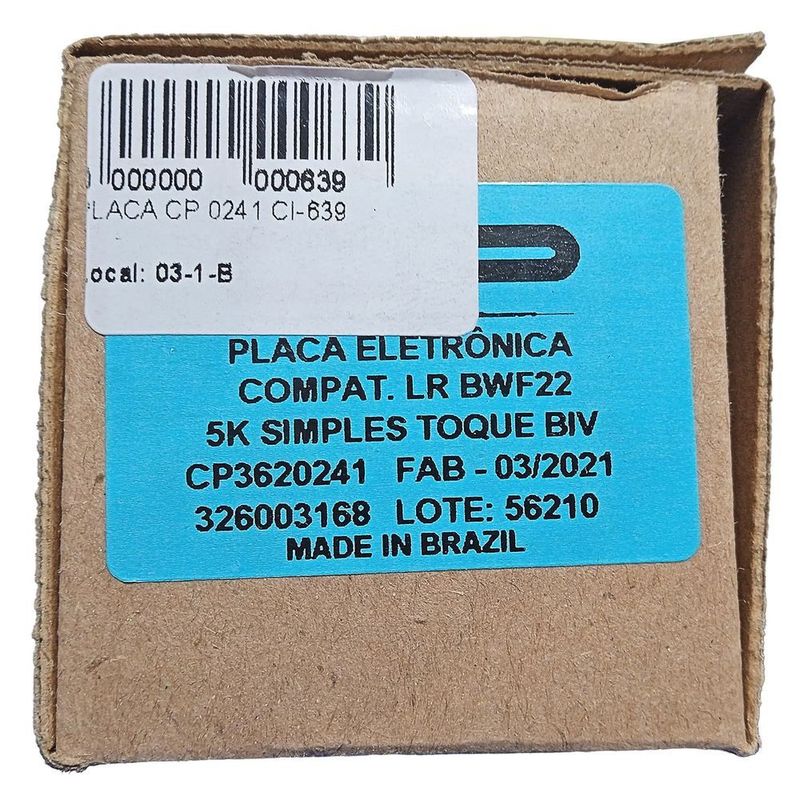 000000 000639
PLACA CP 0241 CI-639
Local: 03-1-B
P
PLACA ELETRÔNICA
COMPAT. LR BWF22
5K SIMPLES TOQUE BIV
CP3620241 FAB - 03/2021
326003168 LOTE: 56210
MADE IN BRAZIL